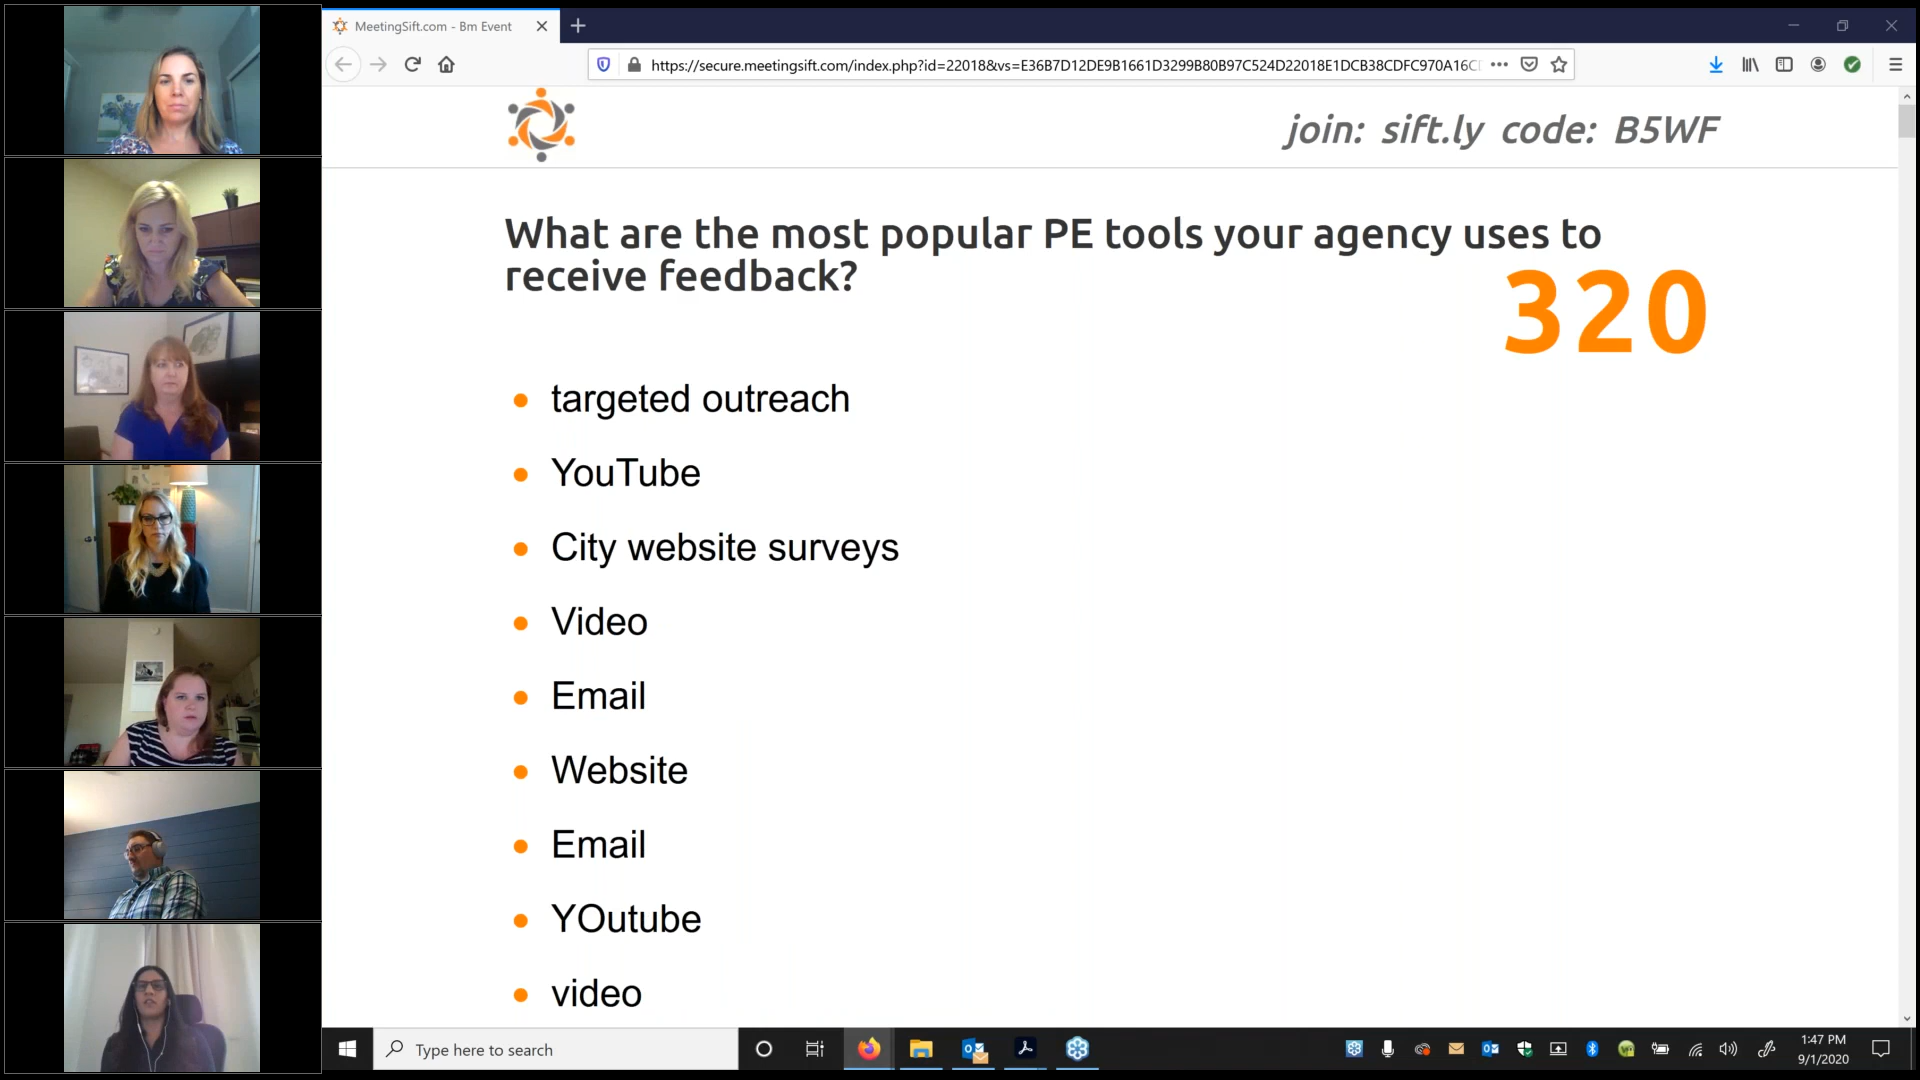 MeetingSift.com - Bm Event
https://secure.meetingsift.com/index.php?id=22018&vs=E36B7D12DE9B1661D3299B80B97C524D22018E1DCB38CDFC970A16C
join: sift.ly code: B5WF
What are the most popular PE tools your agency uses to
receive feedback?
320
targeted outreach
YouTube
City website surveys
Video
Email
Website
Email
YOutube
video
Type here to search
1:47 PM
9/1/2020